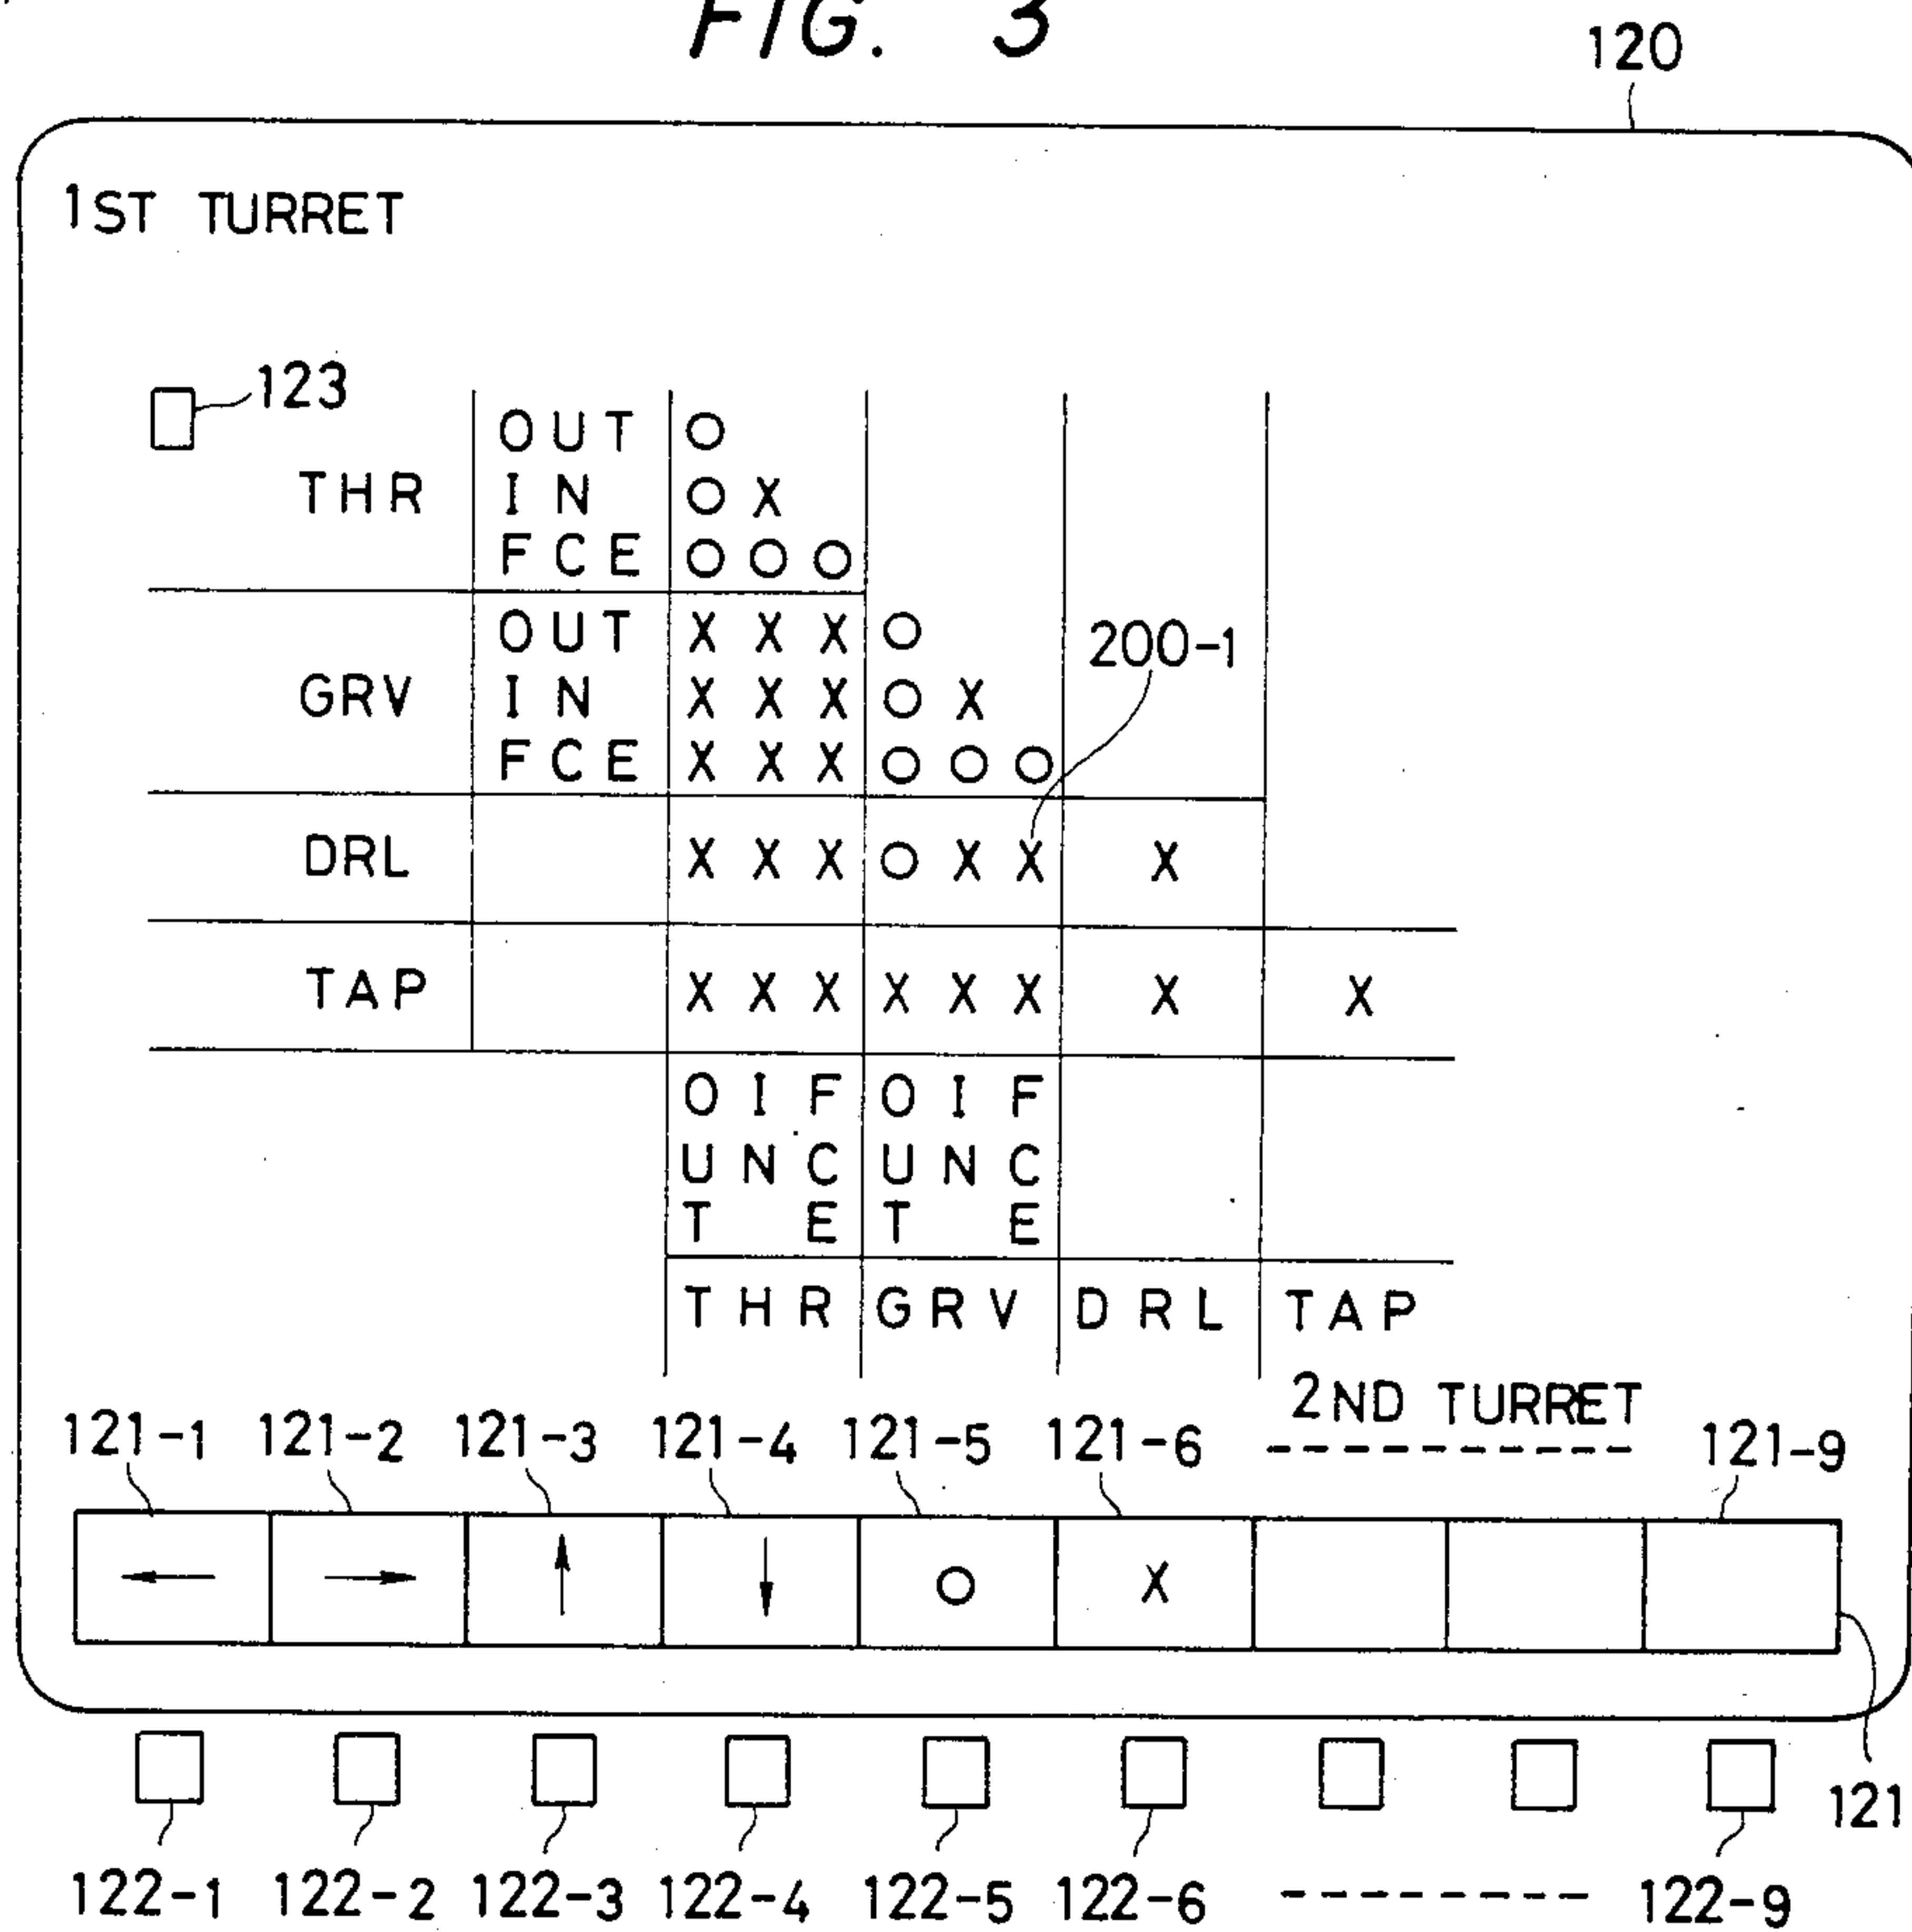 FIG. 3
120
1ST TURRET
123
OUT O
THR IN O X
FCE O O O
OUT X X X O
200-1
GRV IN X X X O X
FCE X X X O O O
DRL X X X O X X X
TAP X X X X X X X X
O I F O I F
U N C U N C
T E T E
THR GRV DRL TAP
2ND TURRET
121-1 121-2 121-3 121-4 121-5 121-6 ---------- 121-9
← → ↑ ↓ O X
121
122-1 122-2 122-3 122-4 122-5 122-6 -------- 122-9